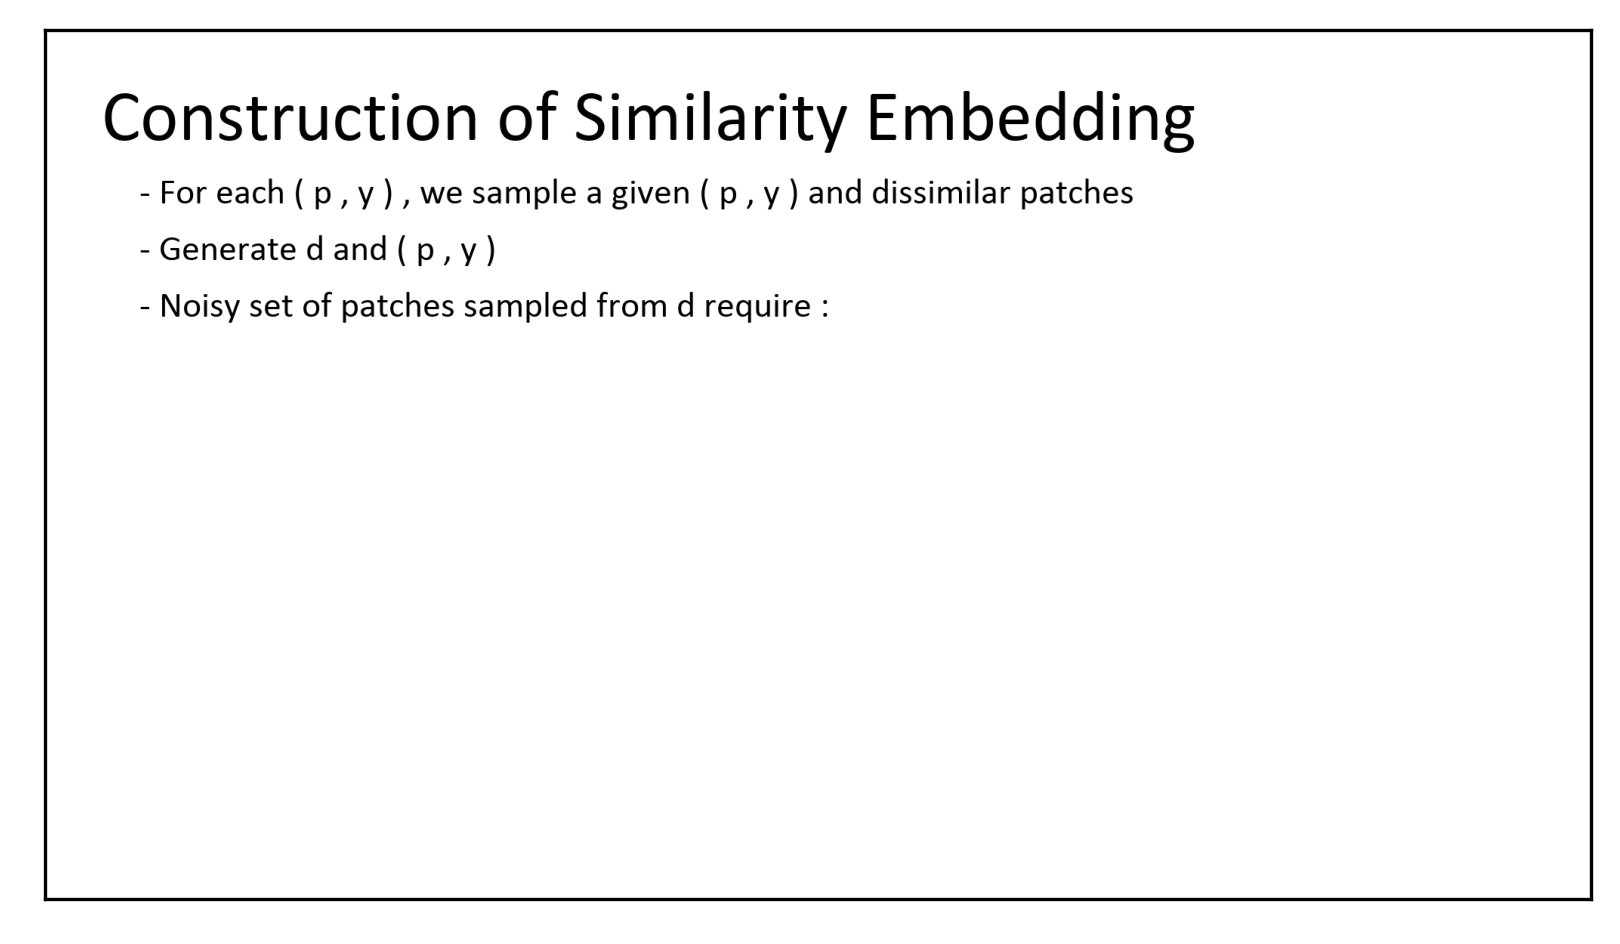 Construction of Similarity Embedding
- For each ( p , y ) , we sample a given ( p , y ) and dissimilar patches
- Generate d and ( p , y )
- Noisy set of patches sampled from d require :